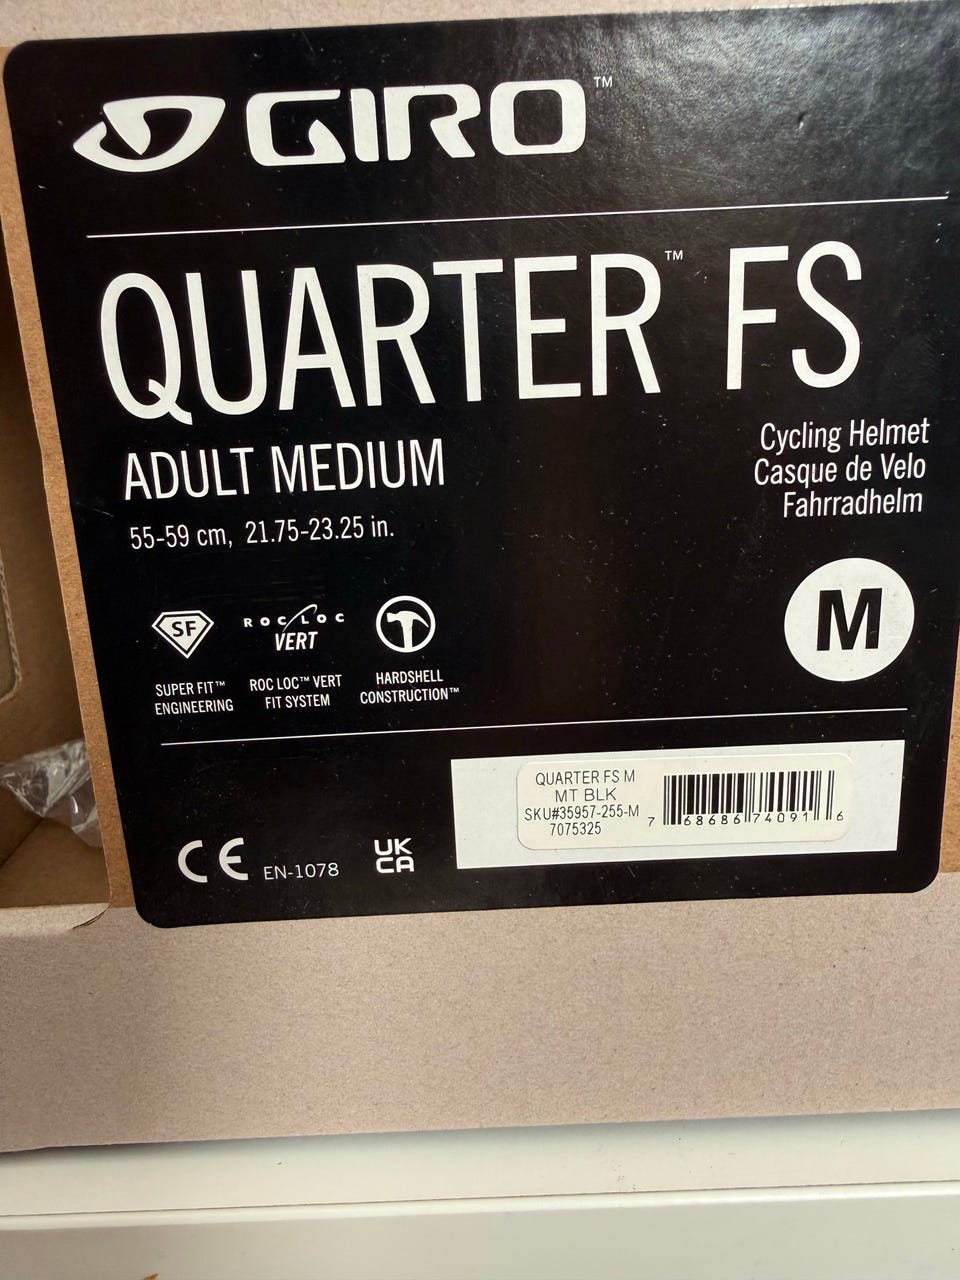 GIRO™
QUARTER™ FS
ADULT MEDIUM
55-59 cm, 21.75-23.25 in.
Cycling Helmet
Casque de Velo
Fahrradhelm
M
SF
ROC LOC
VERT
SUPER FIT™
ENGINEERING
ROC LOC™ VERT
FIT SYSTEM
HARDSHELL
CONSTRUCTION™
CE EN-1078
UK
CA
QUARTER FS M
MT BLK
SKU#35957-255-M
7075325
7 68686 74091 6